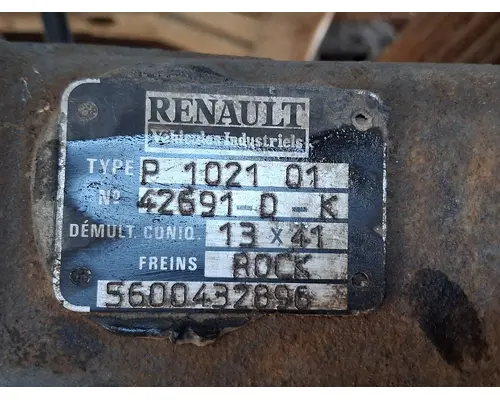 RENAULT
Véhicules Industriels
TYPE P 1021 01
No 42691-D-K
DÉMULT. CONIQ. 13 x 41
FREINS ROCK
5600432896